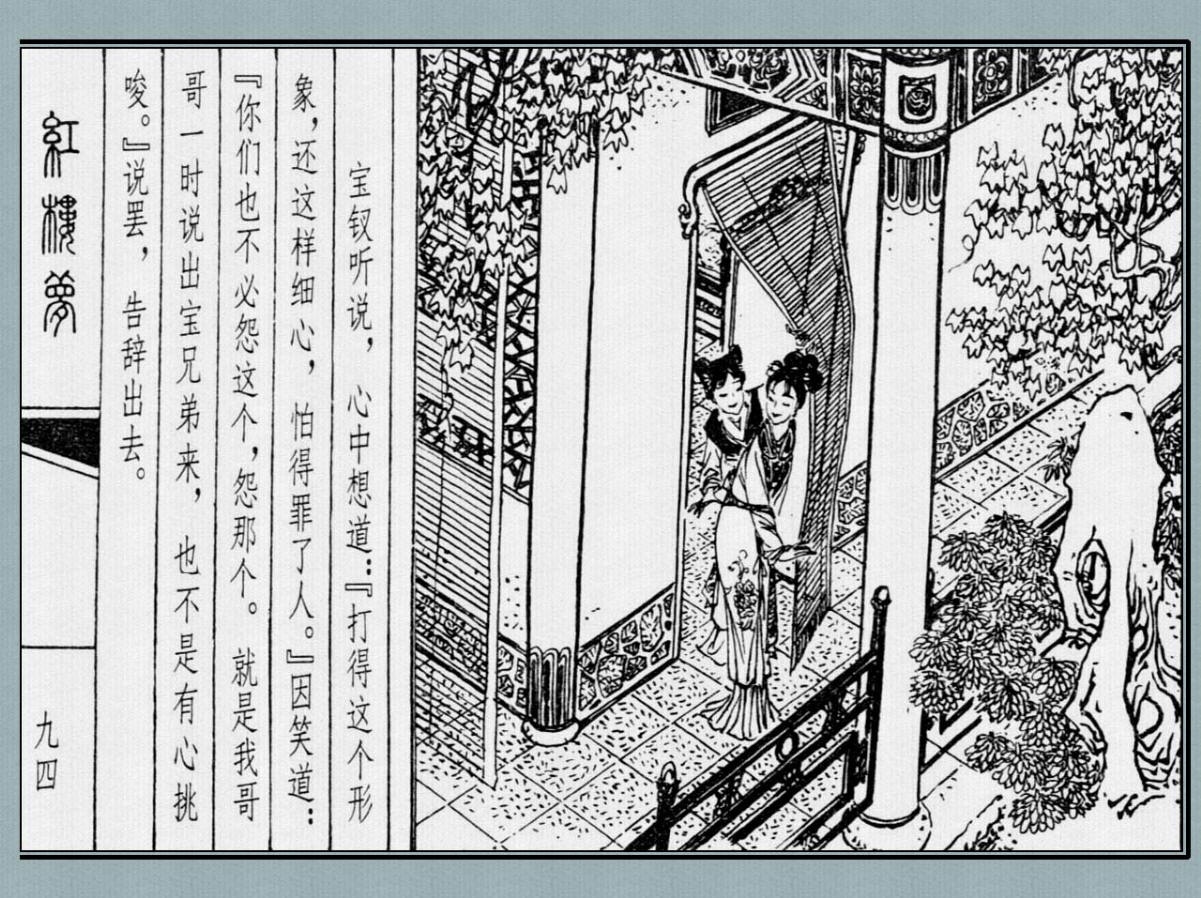 宝钗听说，心中想道：『打得这个形
象，还这样细心，怕得罪了人。』因笑道：
『你们也不必怨这个，怨那个。就是我哥
哥一时说出宝兄弟来，也不是有心挑
唆。』说罢，告辞出去。
紅樓夢
九四